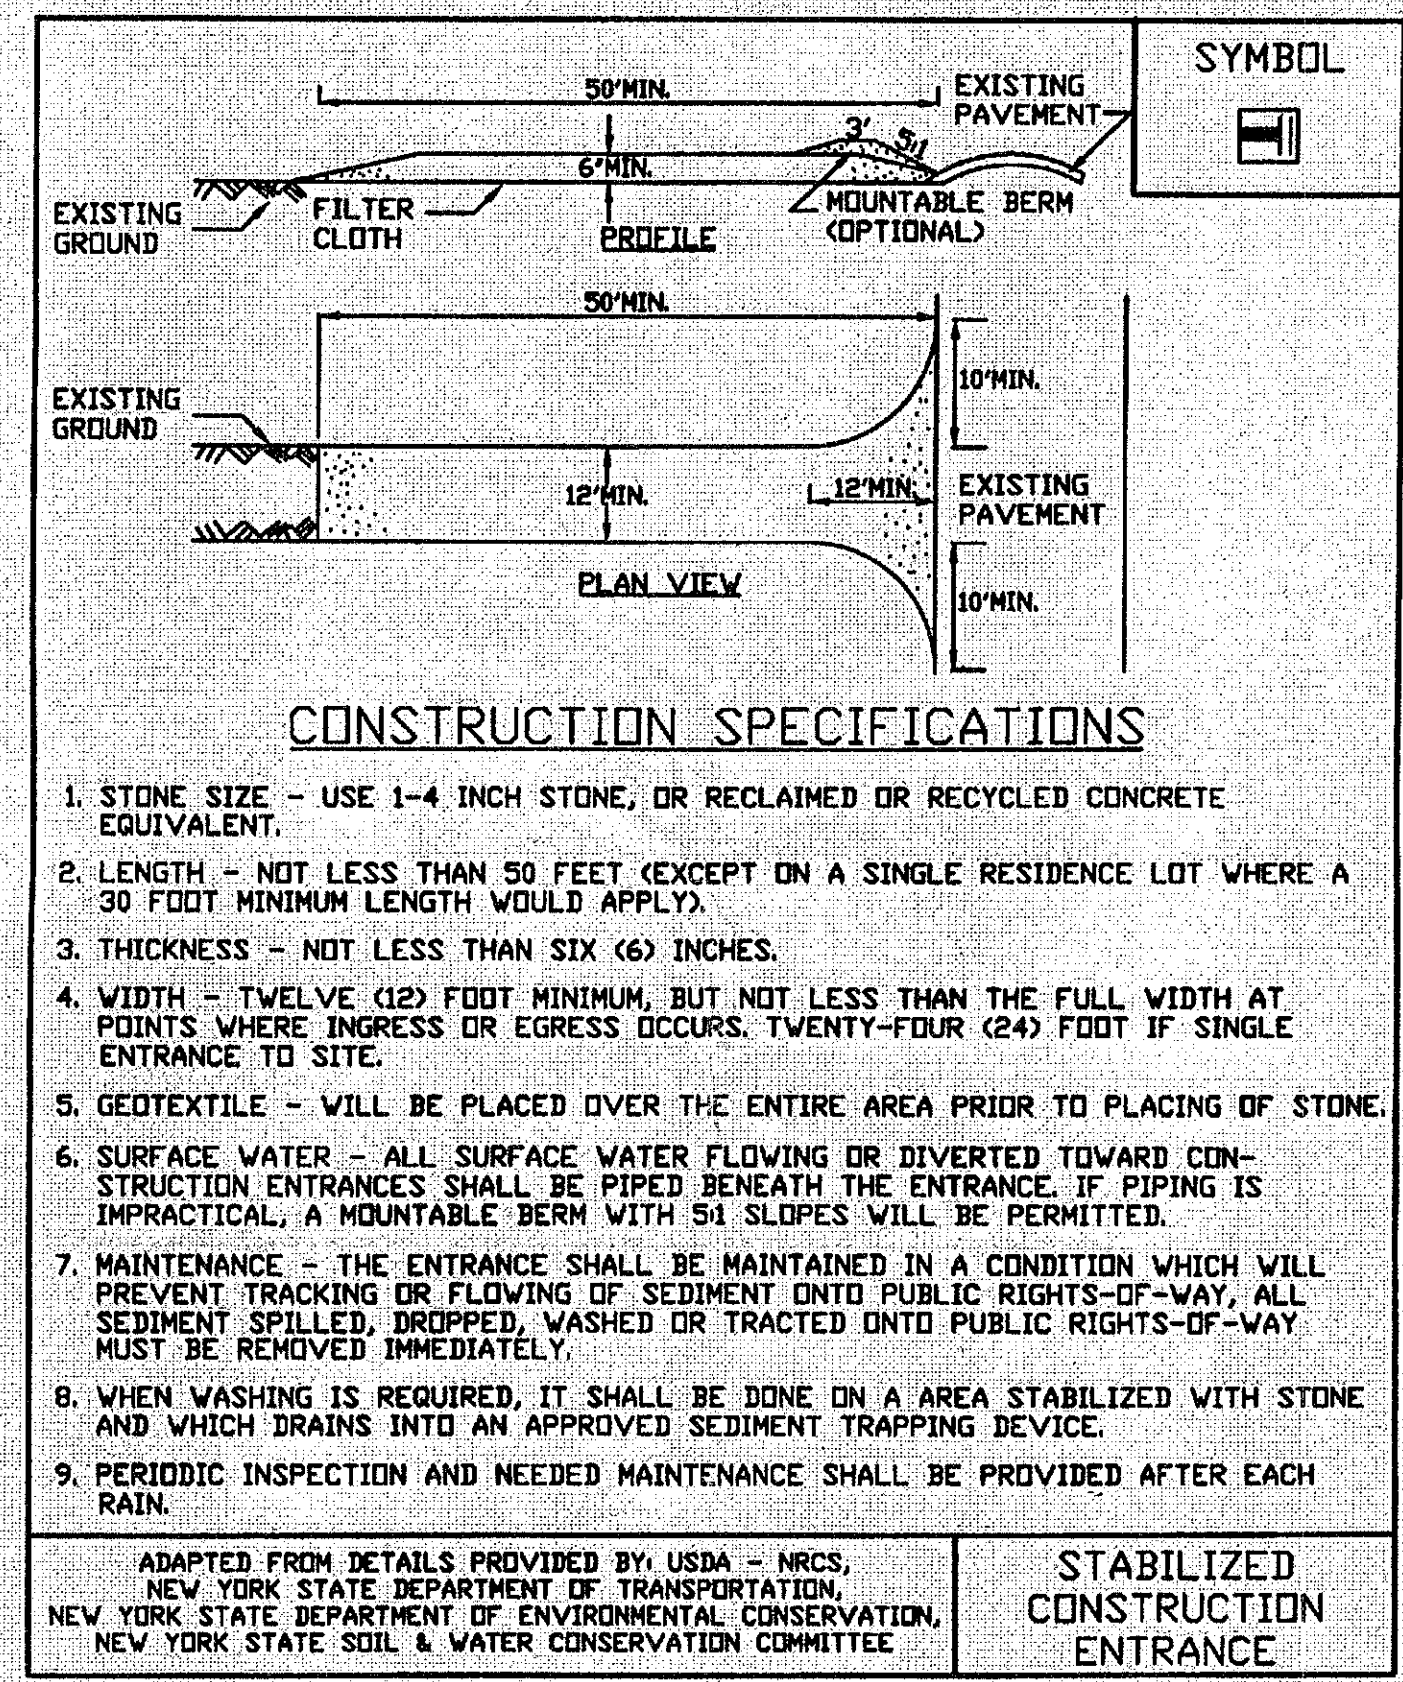 SYMBOL
50'MIN.
EXISTING
PAVEMENT
3'
5:1
6"MIN.
EXISTING
GROUND
FILTER
CLOTH
PROFILE
MOUNTABLE BERM
(OPTIONAL)
50'MIN.
10'MIN.
EXISTING
GROUND
12'MIN.
12'MIN.
EXISTING
PAVEMENT
PLAN VIEW
10'MIN.
CONSTRUCTION SPECIFICATIONS
1. STONE SIZE - USE 1-4 INCH STONE, OR RECLAIMED OR RECYCLED CONCRETE
EQUIVALENT.
2. LENGTH - NOT LESS THAN 50 FEET (EXCEPT ON A SINGLE RESIDENCE LOT WHERE A
30 FOOT MINIMUM LENGTH WOULD APPLY).
3. THICKNESS - NOT LESS THAN SIX (6) INCHES.
4. WIDTH - TWELVE (12) FOOT MINIMUM, BUT NOT LESS THAN THE FULL WIDTH AT
POINTS WHERE INGRESS OR EGRESS OCCURS. TWENTY-FOUR (24) FOOT IF SINGLE
ENTRANCE TO SITE.
5. GEOTEXTILE - WILL BE PLACED OVER THE ENTIRE AREA PRIOR TO PLACING OF STONE.
6. SURFACE WATER - ALL SURFACE WATER FLOWING OR DIVERTED TOWARD CON-
STRUCTION ENTRANCES SHALL BE PIPED BENEATH THE ENTRANCE. IF PIPING IS
IMPRACTICAL, A MOUNTABLE BERM WITH 5:1 SLOPES WILL BE PERMITTED.
7. MAINTENANCE - THE ENTRANCE SHALL BE MAINTAINED IN A CONDITION WHICH WILL
PREVENT TRACKING OR FLOWING OF SEDIMENT ONTO PUBLIC RIGHTS-OF-WAY, ALL
SEDIMENT SPILLED, DROPPED, WASHED OR TRACTED ONTO PUBLIC RIGHTS-OF-WAY
MUST BE REMOVED IMMEDIATELY.
8. WHEN WASHING IS REQUIRED, IT SHALL BE DONE ON A AREA STABILIZED WITH STONE
AND WHICH DRAINS INTO AN APPROVED SEDIMENT TRAPPING DEVICE.
9. PERIODIC INSPECTION AND NEEDED MAINTENANCE SHALL BE PROVIDED AFTER EACH
RAIN.
ADAPTED FROM DETAILS PROVIDED BY: USDA - NRCS,
NEW YORK STATE DEPARTMENT OF TRANSPORTATION,
NEW YORK STATE DEPARTMENT OF ENVIRONMENTAL CONSERVATION,
NEW YORK STATE SOIL & WATER CONSERVATION COMMITTEE
STABILIZED
CONSTRUCTION
ENTRANCE